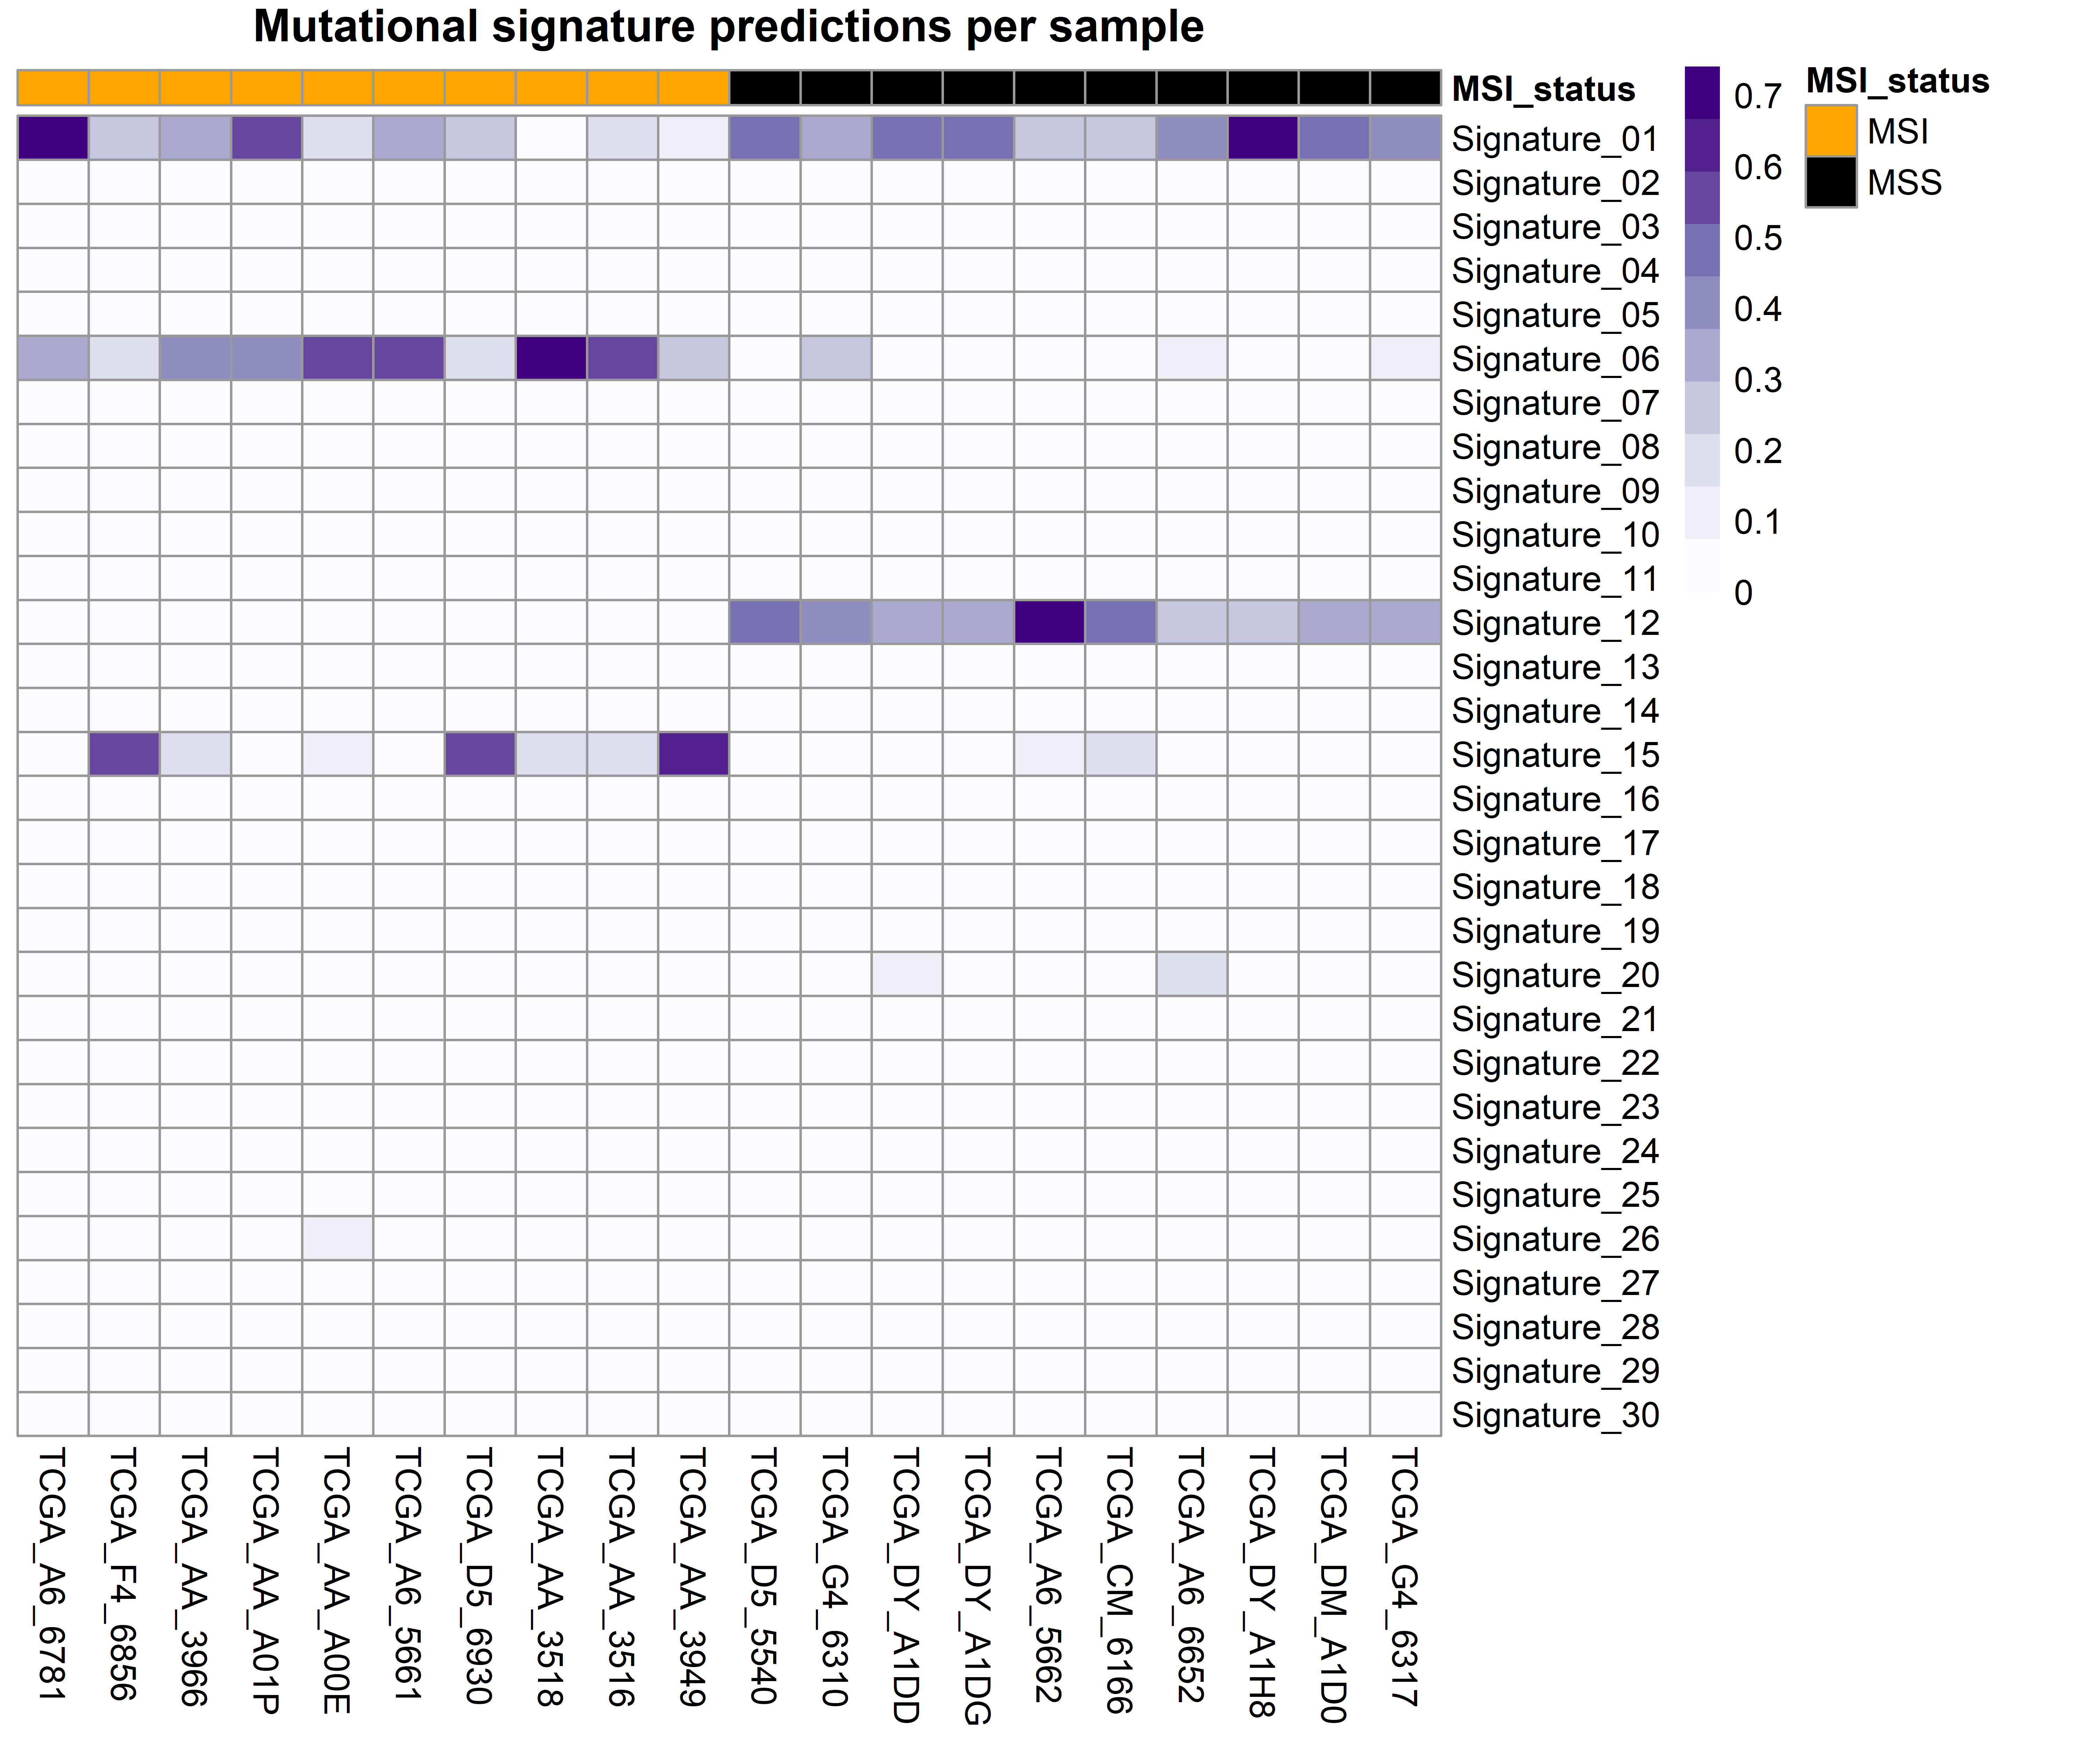 Mutational signature predictions per sample
MSI_status
Signature_01
Signature_02
Signature_03
Signature_04
Signature_05
Signature_06
Signature_07
Signature_08
Signature_09
Signature_10
Signature_11
Signature_12
Signature_13
Signature_14
Signature_15
Signature_16
Signature_17
Signature_18
Signature_19
Signature_20
Signature_21
Signature_22
Signature_23
Signature_24
Signature_25
Signature_26
Signature_27
Signature_28
Signature_29
Signature_30
0.7
0.6
0.5
0.4
0.3
0.2
0.1
0
MSI_status
MSI
MSS
TCGA_A6_6781
TCGA_F4_6856
TCGA_AA_3966
TCGA_AA_A01P
TCGA_AA_A00E
TCGA_A6_5661
TCGA_D5_6930
TCGA_AA_3518
TCGA_AA_3516
TCGA_AA_3949
TCGA_D5_5540
TCGA_G4_6310
TCGA_DY_A1DD
TCGA_DY_A1DG
TCGA_A6_5662
TCGA_CM_6166
TCGA_A6_6652
TCGA_DY_A1H8
TCGA_DM_A1D0
TCGA_G4_6317